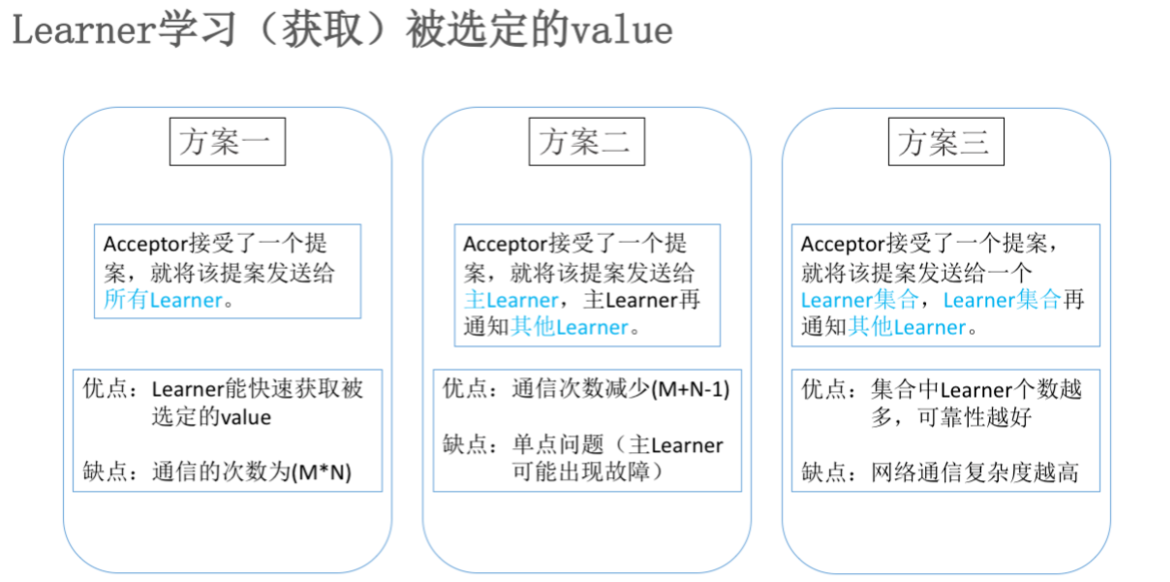 Learner学习（获取）被选定的value
方案一
Acceptor接受了一个提
案，就将该提案发送给
所有Learner。
优点：Learner能快速获取被
选定的value
缺点：通信的次数为(M*N)
方案二
Acceptor接受了一个提
案，就将该提案发送给
主Learner，主Learner再
通知其他Learner。
优点：通信次数减少(M+N-1)
缺点：单点问题（主Learner
可能出现故障）
方案三
Acceptor接受了一个提案，
就将该提案发送给一个
Learner集合，Learner集合再
通知其他Learner。
优点：集合中Learner个数越
多，可靠性越好
缺点：网络通信复杂度越高